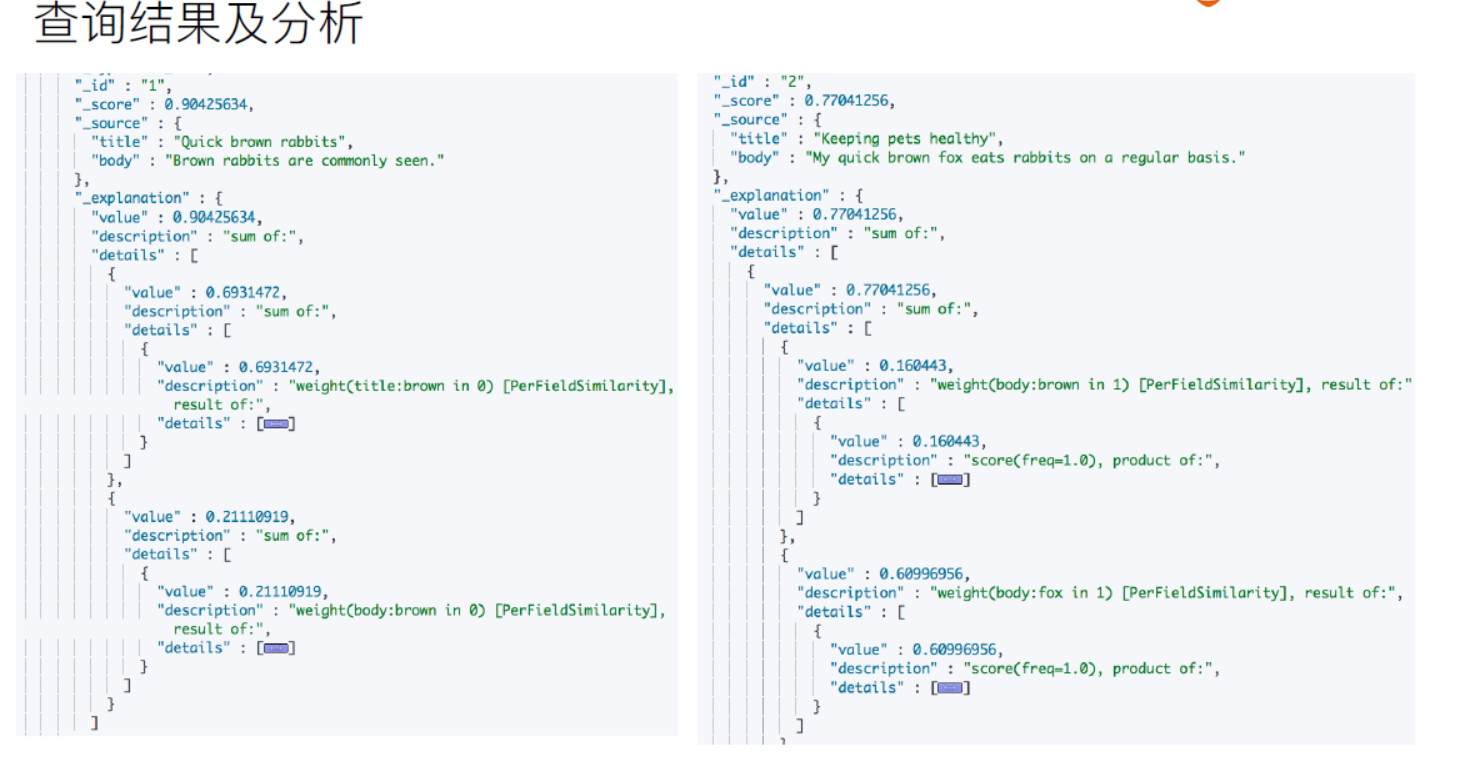 查询结果及分析
"_id" : "1",
"_score" : 0.90425634,
"_source" : {
"title" : "Quick brown rabbits",
"body" : "Brown rabbits are commonly seen."
},
"_explanation" : {
"value" : 0.90425634,
"description" : "sum of:",
"details" : [
{
"value" : 0.6931472,
"description" : "sum of:",
"details" : [
{
"value" : 0.6931472,
"description" : "weight(title:brown in 0) [PerFieldSimilarity],
result of:",
"details" : [
]
}
]
},
{
"value" : 0.21110919,
"description" : "sum of:",
"details" : [
{
"value" : 0.21110919,
"description" : "weight(body:brown in 0) [PerFieldSimilarity],
result of:",
"details" : [
]
}
]
}
]
"_id" : "2",
"_score" : 0.77041256,
"_source" : {
"title" : "Keeping pets healthy",
"body" : "My quick brown fox eats rabbits on a regular basis."
},
"_explanation" : {
"value" : 0.77041256,
"description" : "sum of:",
"details" : [
{
"value" : 0.77041256,
"description" : "sum of:",
"details" : [
{
"value" : 0.160443,
"description" : "weight(body:brown in 1) [PerFieldSimilarity], result of:"
"details" : [
{
"value" : 0.160443,
"description" : "score(freq=1.0), product of:",
"details" : [
]
}
]
},
{
"value" : 0.60996956,
"description" : "weight(body:fox in 1) [PerFieldSimilarity], result of:",
"details" : [
{
"value" : 0.60996956,
"description" : "score(freq=1.0), product of:",
"details" : [
]
}
]